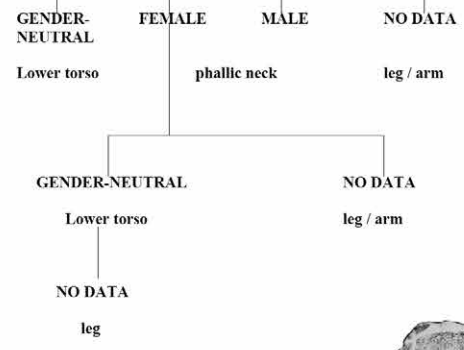 GENDER-NEUTRAL FEMALE MALE NO DATA
Lower torso phallic neck leg / arm
GENDER-NEUTRAL NO DATA
Lower torso leg / arm
NO DATA
leg